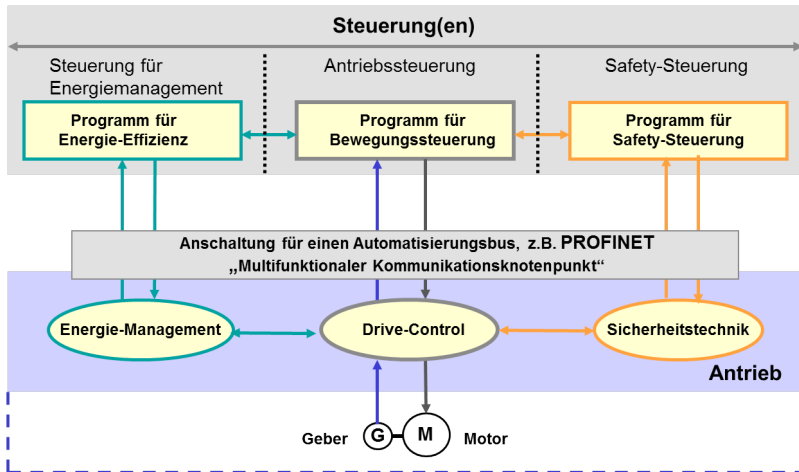 Steuerung(en)
Steuerung für
Energiemanagement
Antriebssteuerung
Safety-Steuerung
Programm für
Energie-Effizienz
Programm für
Bewegungssteuerung
Programm für
Safety-Steuerung
Anschaltung für einen Automatisierungsbus, z.B. PROFINET
„Multifunktionaler Kommunikationsknotenpunkt“
Energie-Management
Drive-Control
Sicherheitstechnik
Antrieb
Geber
G
M
Motor